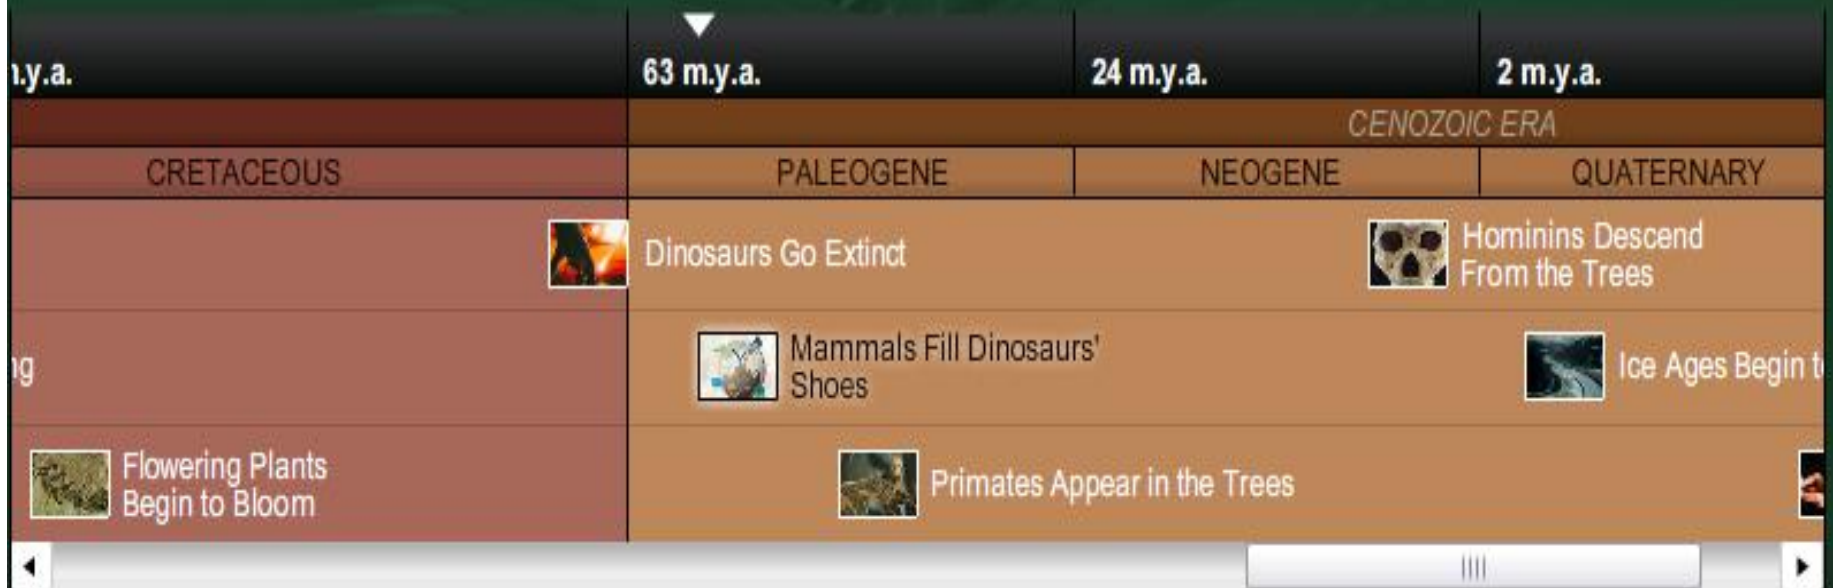 m.y.a.
63 m.y.a.
24 m.y.a.
2 m.y.a.
CENOZOIC ERA
CRETACEOUS
PALEOGENE
NEOGENE
QUATERNARY
Dinosaurs Go Extinct
Hominins Descend
From the Trees
Mammals Fill Dinosaurs'
Shoes
Ice Ages Begin
Flowering Plants
Begin to Bloom
Primates Appear in the Trees